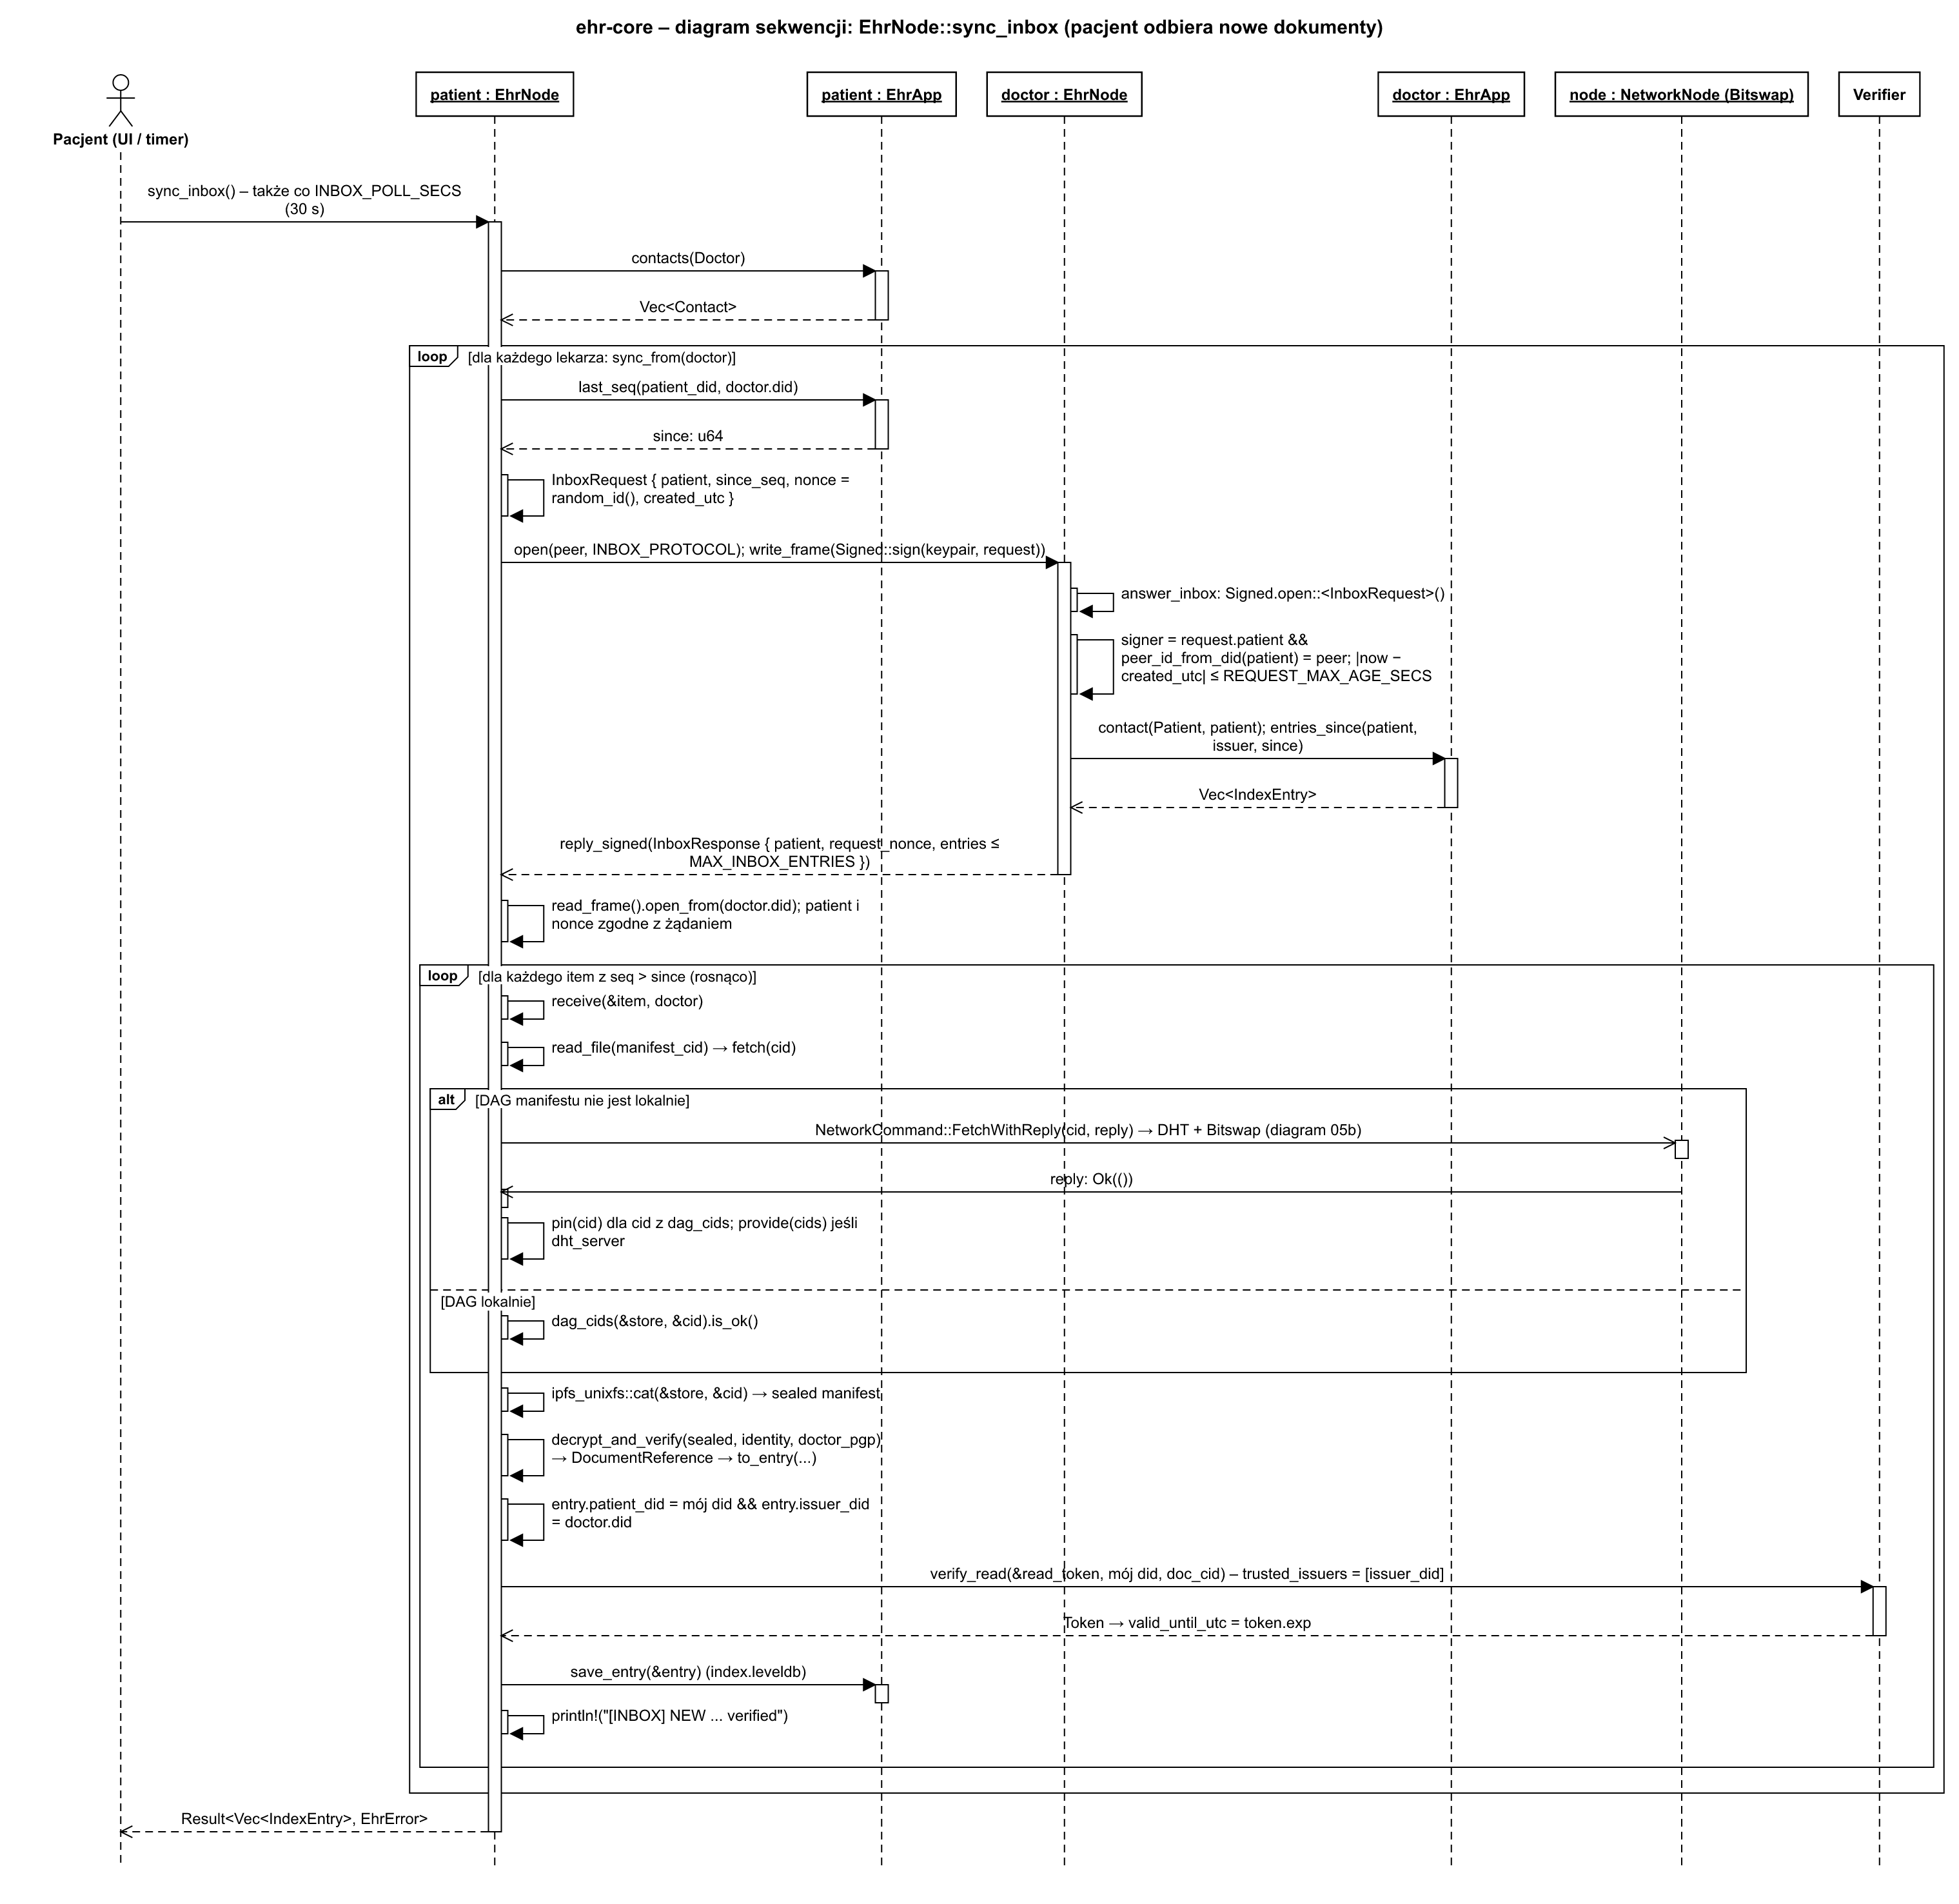 ehr-core – diagram sekwencji: EhrNode::sync_inbox (pacjent odbiera nowe dokumenty)
Pacjent (UI / timer)
patient : EhrNode
patient : EhrApp
doctor : EhrNode
doctor : EhrApp
node : NetworkNode (Bitswap)
Verifier
sync_inbox() – także co INBOX_POLL_SECS
(30 s)
contacts(Doctor)
Vec<Contact>
loop
[dla każdego lekarza: sync_from(doctor)]
last_seq(patient_did, doctor.did)
since: u64
InboxRequest { patient, since_seq, nonce =
random_id(), created_utc }
open(peer, INBOX_PROTOCOL); write_frame(Signed::sign(keypair, request))
answer_inbox: Signed.open::<InboxRequest>()
signer = request.patient &&
peer_id_from_did(patient) = peer; |now −
created_utc| ≤ REQUEST_MAX_AGE_SECS
contact(Patient, patient); entries_since(patient,
issuer, since)
Vec<IndexEntry>
reply_signed(InboxResponse { patient, request_nonce, entries ≤
MAX_INBOX_ENTRIES })
read_frame().open_from(doctor.did); patient i
nonce zgodne z żądaniem
loop
[dla każdego item z seq > since (rosnąco)]
receive(&item, doctor)
read_file(manifest_cid) → fetch(cid)
alt
[DAG manifestu nie jest lokalnie]
NetworkCommand::FetchWithReply(cid, reply) → DHT + Bitswap (diagram 05b)
reply: Ok(())
pin(cid) dla cid z dag_cids; provide(cids) jeśli
dht_server
[DAG lokalnie]
dag_cids(&store, &cid).is_ok()
ipfs_unixfs::cat(&store, &cid) → sealed manifest
decrypt_and_verify(sealed, identity, doctor_pgp)
→ DocumentReference → to_entry(...)
entry.patient_did = mój did && entry.issuer_did
= doctor.did
verify_read(&read_token, mój did, doc_cid) – trusted_issuers = [issuer_did]
Token → valid_until_utc = token.exp
save_entry(&entry) (index.leveldb)
println!("[INBOX] NEW ... verified")
Result<Vec<IndexEntry>, EhrError>